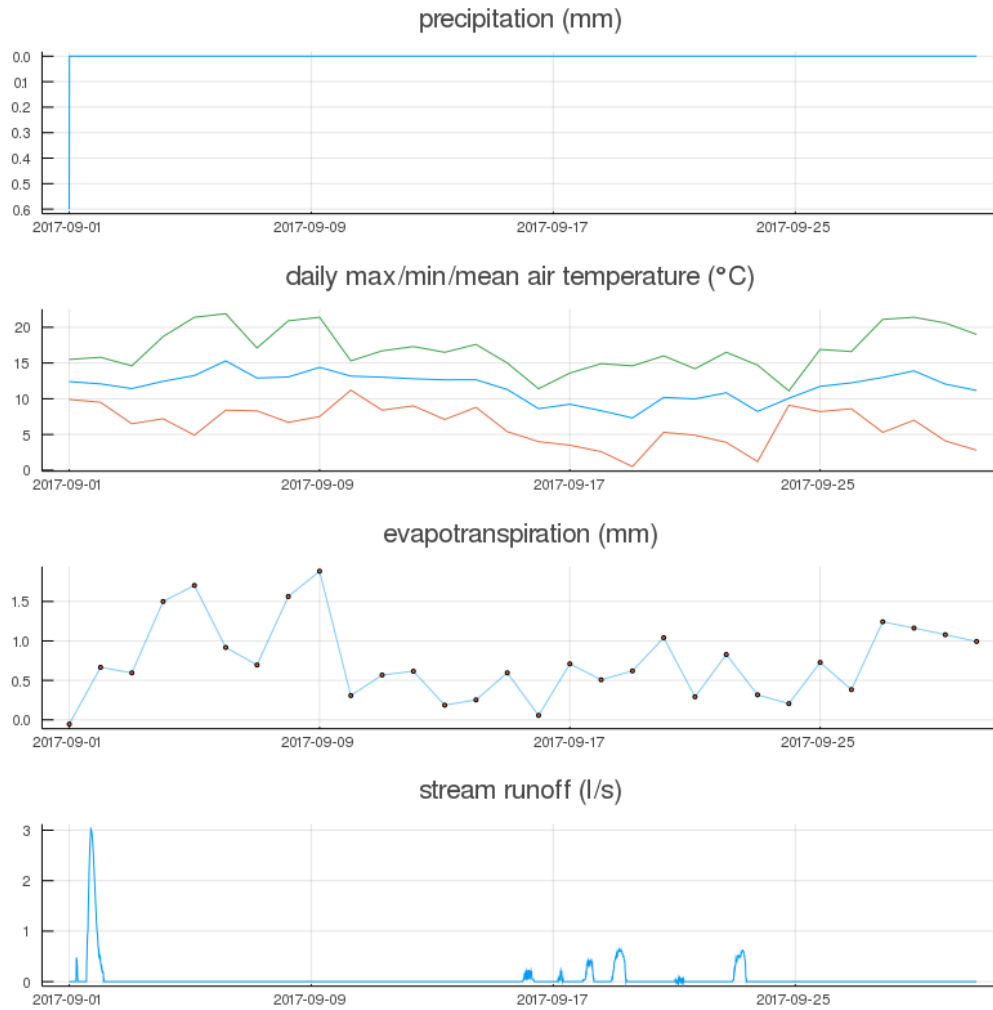 precipitation (mm)
0.0
0.1
0.2
0.3
0.4
0.5
0.6
2017-09-01 2017-09-09 2017-09-17 2017-09-25
daily max/min/mean air temperature (°C)
20
15
10
5
0
2017-09-01 2017-09-09 2017-09-17 2017-09-25
evapotranspiration (mm)
1.5
1.0
0.5
0.0
2017-09-01 2017-09-09 2017-09-17 2017-09-25
stream runoff (l/s)
3
2
1
0
2017-09-01 2017-09-09 2017-09-17 2017-09-25